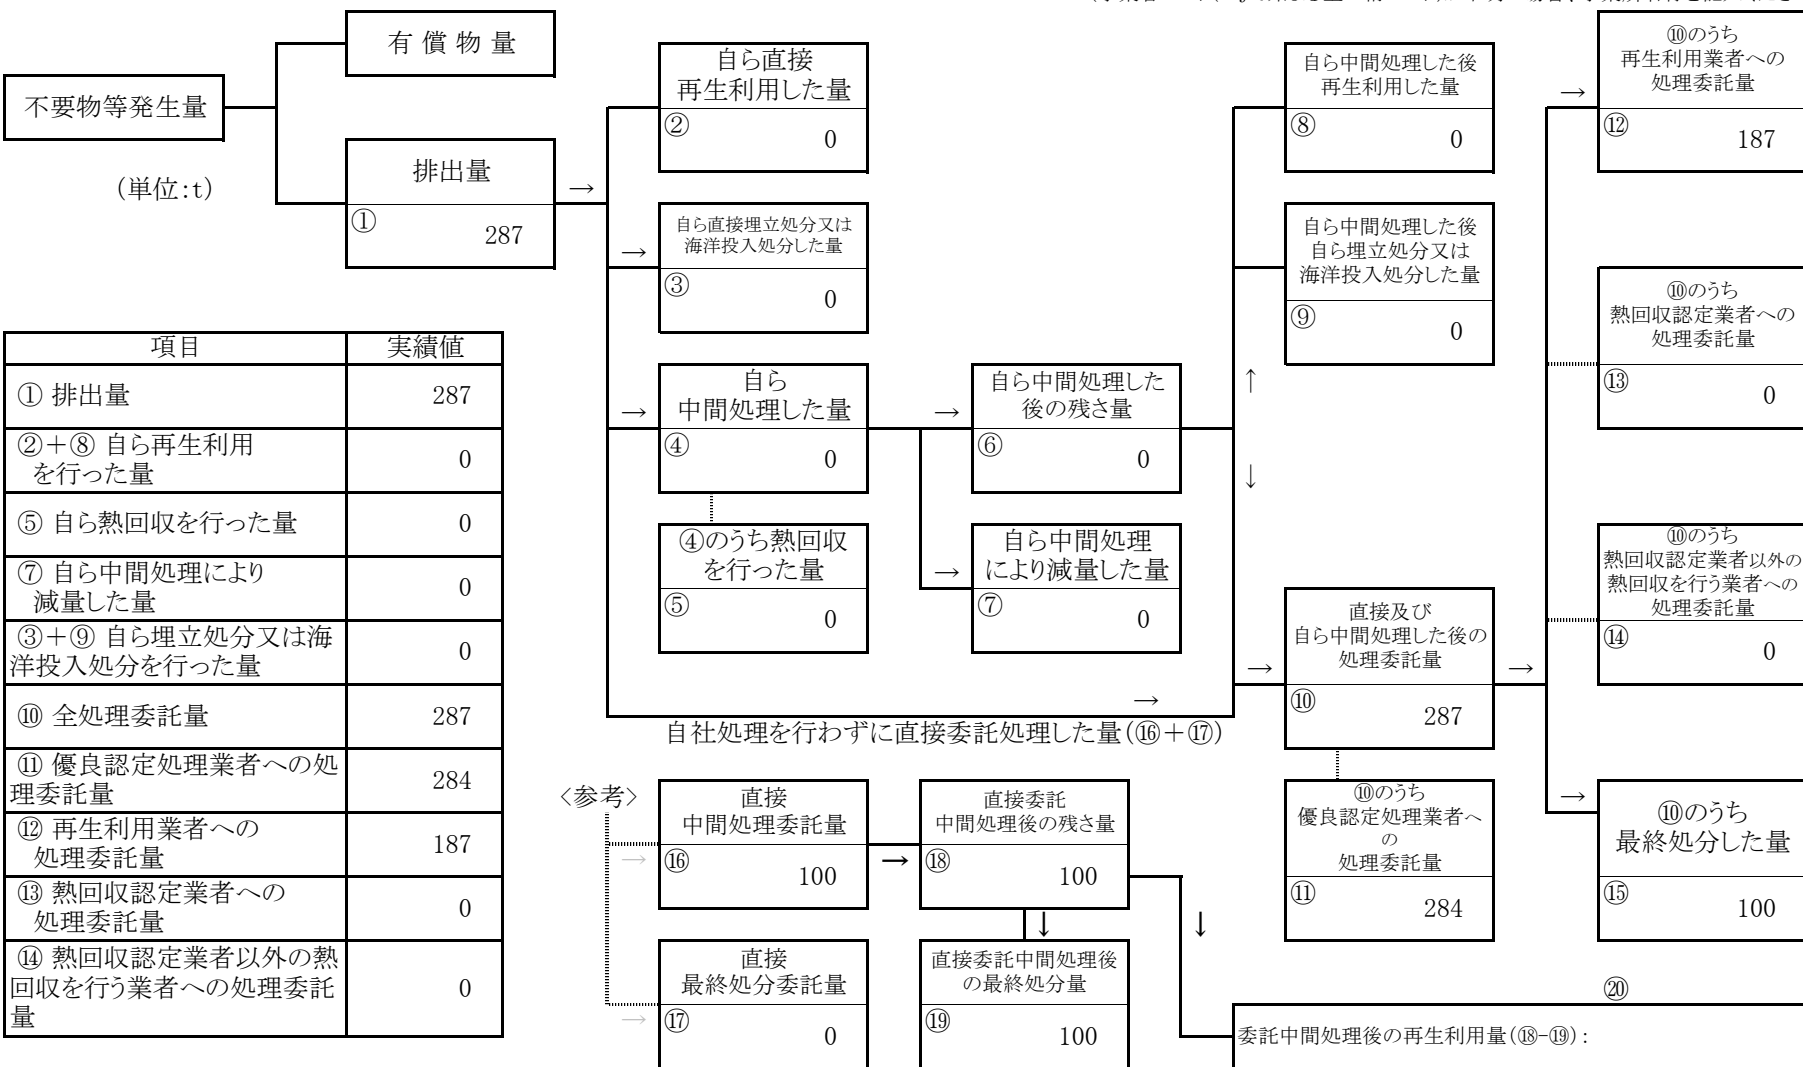 有 償 物 量
不要物等発生量
(単位:t)
排出量
①
287
→
自ら直接
再生利用した量
②
0
→
自ら直接埋立処分又は
海洋投入処分した量
③
0
→
自ら
中間処理した量
④
0
④のうち熱回収
を行った量
⑤
0
→
自ら中間処理した
後の残さ量
⑥
0
→
自ら中間処理
により減量した量
⑦
0
自ら中間処理した後
再生利用した量
⑧
0
自ら中間処理した後
自ら埋立処分又は
海洋投入処分した量
⑨
0
↑
↓
→
直接及び
自ら中間処理した後の
処理委託量
⑩
287
→
⑩のうち
優良認定処理業者へ
の
処理委託量
⑪
284
→
⑩のうち
再生利用業者への
処理委託量
⑫
187
⑩のうち
熱回収認定業者への
処理委託量
⑬
0
⑩のうち
熱回収認定業者以外の
熱回収を行う業者への
処理委託量
⑭
0
→
⑩のうち
最終処分した量
⑮
100
→
自社処理を行わずに直接委託処理した量(⑯+⑰)
項目 実績値
① 排出量 287
②+⑧ 自ら再生利用
を行った量 0
⑤ 自ら熱回収を行った量 0
⑦ 自ら中間処理により
減量した量 0
③+⑨ 自ら埋立処分又は海
洋投入処分を行った量 0
⑩ 全処理委託量 287
⑪ 優良認定処理業者への処
理委託量 284
⑫ 再生利用業者への
処理委託量 187
⑬ 熱回収認定業者への
処理委託量 0
⑭ 熱回収認定業者以外の熱
回収を行う業者への処理委託
量 0
<参考>
→
直接
中間処理委託量
⑯
100
→
直接委託
中間処理後の残さ量
⑱
100
↓
↓
→
直接
最終処分委託量
⑰
0
直接委託中間処理後
の最終処分量
⑲
100
⑳
委託中間処理後の再生利用量(⑱-⑲):